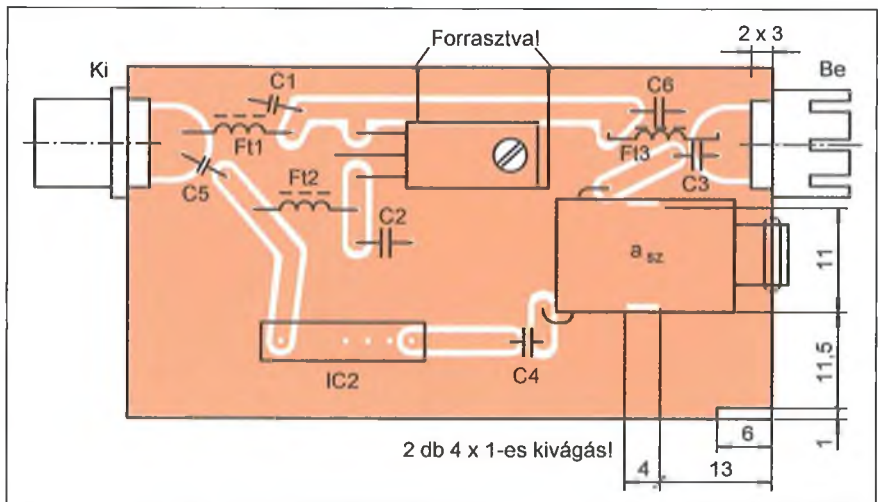 Forrasztva!
2 x 3
Ki
Be
C1
C6
Ft1
Ft3
C3
C5
Ft2
C2
a sz
11
C4
IC2
11,5
2 db 4 x 1-es kivágás!
6
1
4
13